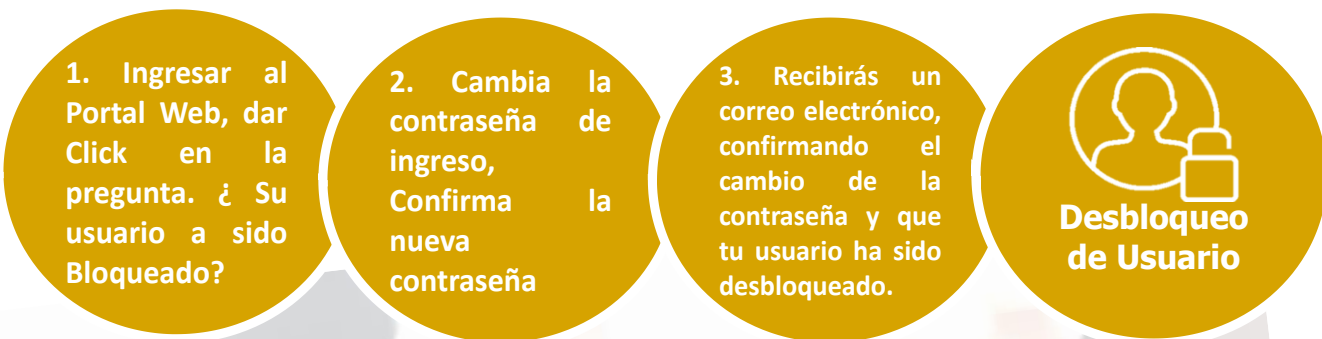 1. Ingresar al
Portal Web, dar
Click en la
pregunta. ¿ Su
usuario a sido
Bloqueado?
2. Cambia la
contraseña de
ingreso,
Confirma la
nueva
contraseña
3. Recibirás un
correo electrónico,
confirmando el
cambio de la
contraseña y que
tu usuario ha sido
desbloqueado.
Desbloqueo
de Usuario